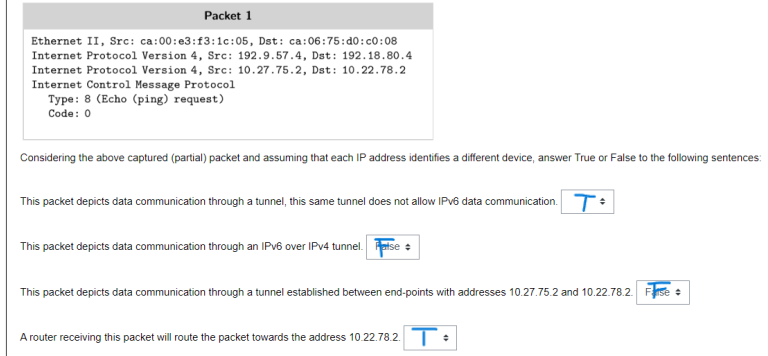 Packet 1
Ethernet II, Src: ca:00:e3:f3:1c:05, Dst: ca:06:75:d0:c0:08
Internet Protocol Version 4, Src: 192.9.57.4, Dst: 192.18.80.4
Internet Protocol Version 4, Src: 10.27.75.2, Dst: 10.22.78.2
Internet Control Message Protocol
Type: 8 (Echo (ping) request)
Code: 0
Considering the above captured (partial) packet and assuming that each IP address identifies a different device, answer True or False to the following sentences:
This packet depicts data communication through a tunnel, this same tunnel does not allow IPv6 data communication. T
This packet depicts data communication through an IPv6 over IPv4 tunnel. False F
This packet depicts data communication through a tunnel established between end-points with addresses 10.27.75.2 and 10.22.78.2. False F
A router receiving this packet will route the packet towards the address 10.22.78.2. T